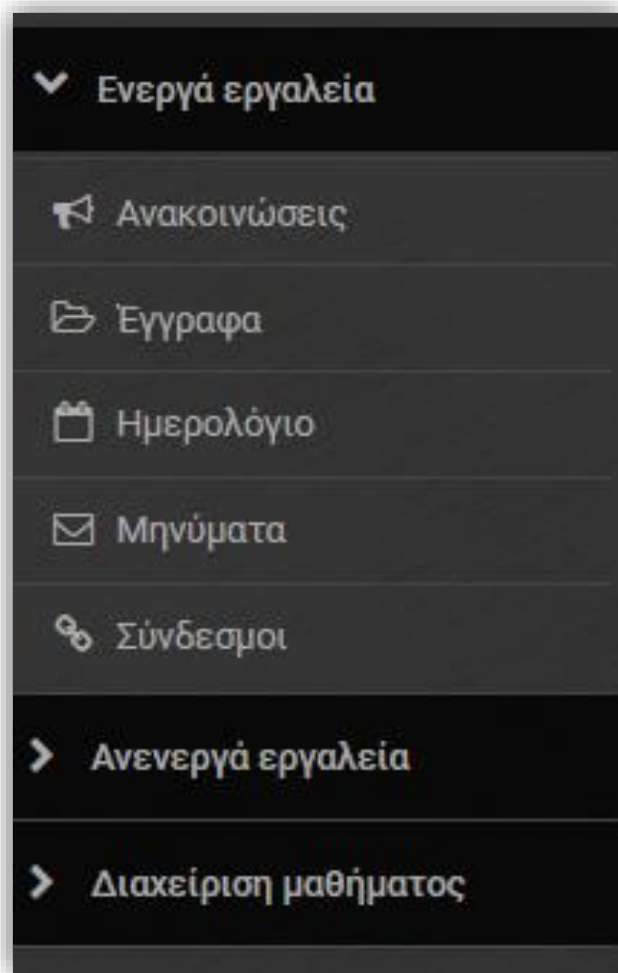 Ενεργά εργαλεία
Ανακοινώσεις
Έγγραφα
Ημερολόγιο
Μηνύματα
Σύνδεσμοι
Ανενεργά εργαλεία
Διαχείριση μαθήματος